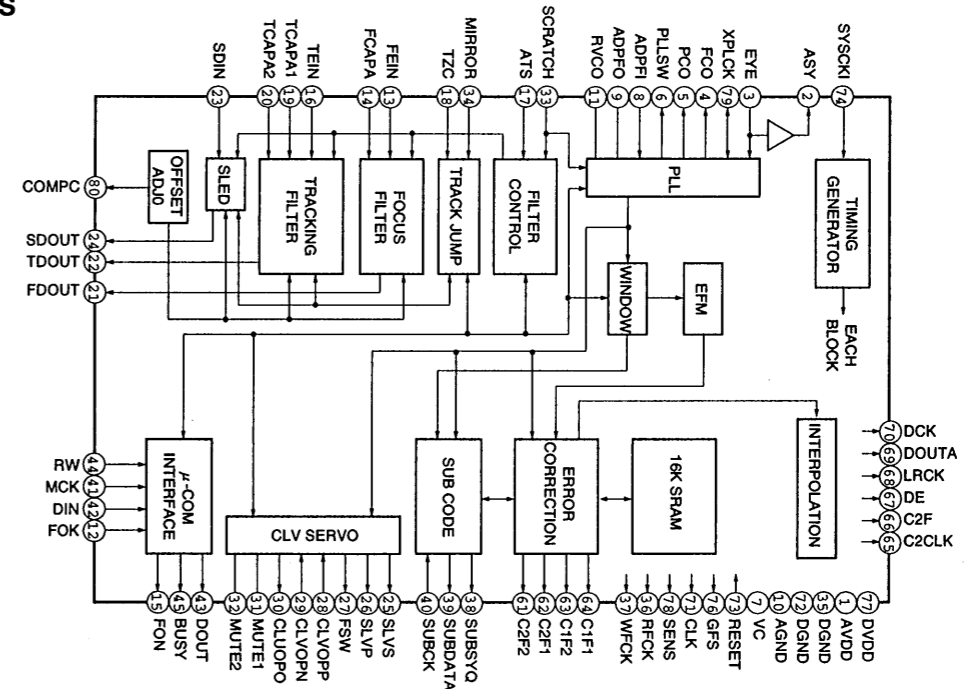 S
SDIN
TCAPA2
TCAPA1
TEIN
FCAPA
FEIN
TZC
MIRROR
ATS
SCRATCH
RVCO
ADPFO
ADPFI
PLLSW
PCO
FCO
XPLCK
EYE
ASY
SYSCKI
23
20
19
16
14
13
18
34
17
33
11
9
8
6
5
4
79
3
2
74
OFFSET
ADJ0
SLED
TRACKING
FILTER
FOCUS
FILTER
TRACK JUMP
FILTER
CONTROL
PLL
TIMING
GENERATOR
COMPC 80
SDOUT 24
TDOUT 22
FDOUT 21
WINDOW
EFM
EACH
BLOCK
RW 44
MCK 41
DIN 42
FOK 12
μ-COM
INTERFACE
CLV SERVO
SUB CODE
ERROR
CORRECTION
16K SRAM
INTERPOLATION
70 DCK
69 DOUTA
68 LRCK
67 DE
66 C2F
65 C2CLK
15
45
43
32
31
30
29
28
27
26
25
40
39
38
61
62
63
64
37
36
78
71
76
73
7
10
72
35
1
77
FON
BUSY
DOUT
MUTE2
MUTE1
CLUOPO
CLVOPN
CLVOPP
FSW
SLVP
SLVS
SUBCK
SUBDATA
SUBSYQ
C2F2
C2F1
C1F2
C1F1
WFCK
RFCK
SENS
CLK
GFS
RESET
VC
AGND
DGND
DGND
AVDD
DVDD